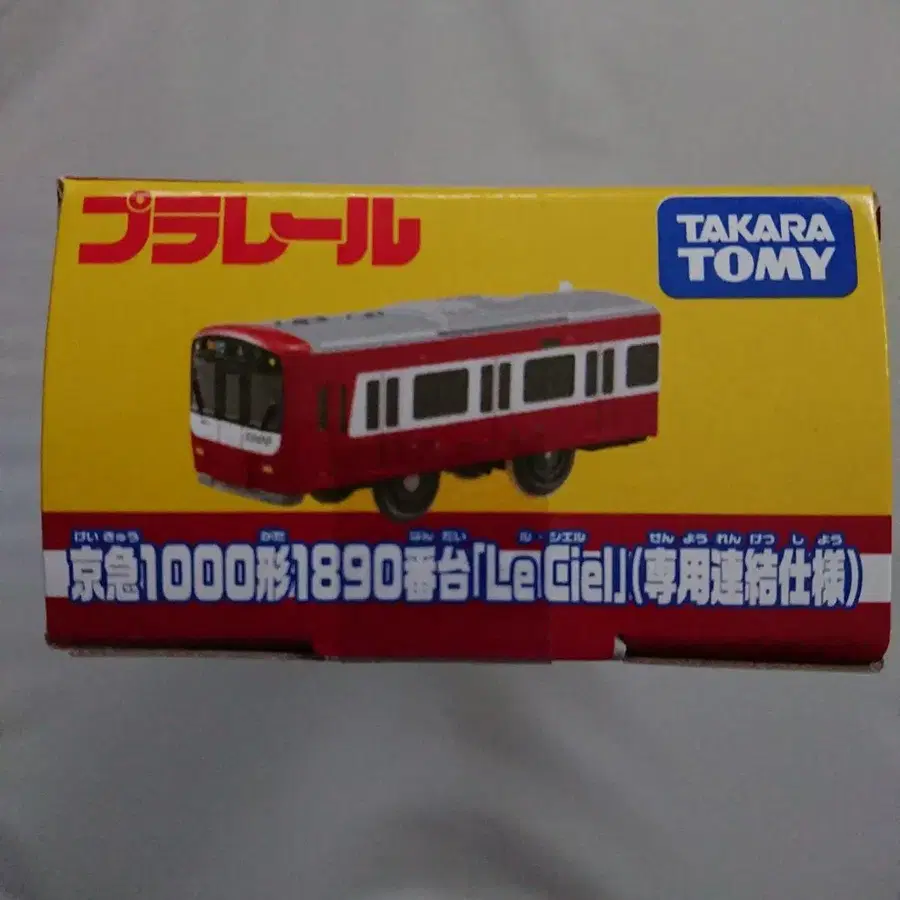 プラレール
TAKARA
TOMY
けい きゅう がた ばん だい ル・シエル せん よう れん けつ し よう
京急1000形1890番台「Le Ciel」(専用連結仕様)